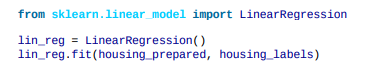 from sklearn.linear_model import LinearRegression
lin_reg = LinearRegression()
lin_reg.fit(housing_prepared, housing_labels)